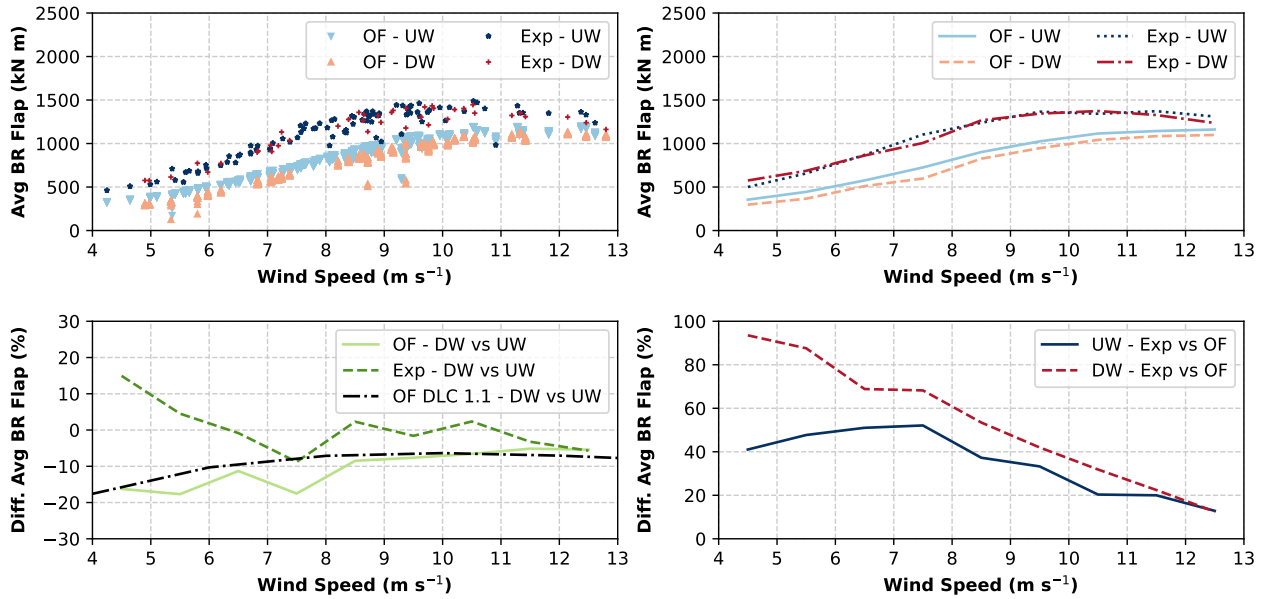 2500
2000
1500
1000
500
0
Avg BR Flap (kN m)
OF - UW
OF - DW
Exp - UW
Exp - DW
4 5 6 7 8 9 10 11 12 13
Wind Speed (m s⁻¹)
2500
2000
1500
1000
500
0
Avg BR Flap (kN m)
OF - UW
OF - DW
Exp - UW
Exp - DW
4 5 6 7 8 9 10 11 12 13
Wind Speed (m s⁻¹)
30
20
10
0
−10
−20
−30
Diff. Avg BR Flap (%)
OF - DW vs UW
Exp - DW vs UW
OF DLC 1.1 - DW vs UW
4 5 6 7 8 9 10 11 12 13
Wind Speed (m s⁻¹)
100
80
60
40
20
0
Diff. Avg BR Flap (%)
UW - Exp vs OF
DW - Exp vs OF
4 5 6 7 8 9 10 11 12 13
Wind Speed (m s⁻¹)